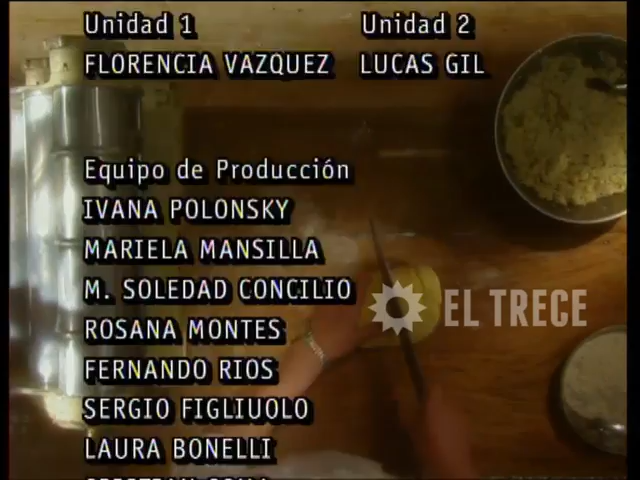 Unidad 1 Unidad 2
FLORENCIA VAZQUEZ LUCAS GIL
Equipo de Producción
IVANA POLONSKY
MARIELA MANSILLA
M. SOLEDAD CONCILIO
EL TRECE
ROSANA MONTES
FERNANDO RIOS
SERGIO FIGLIUOLO
LAURA BONELLI